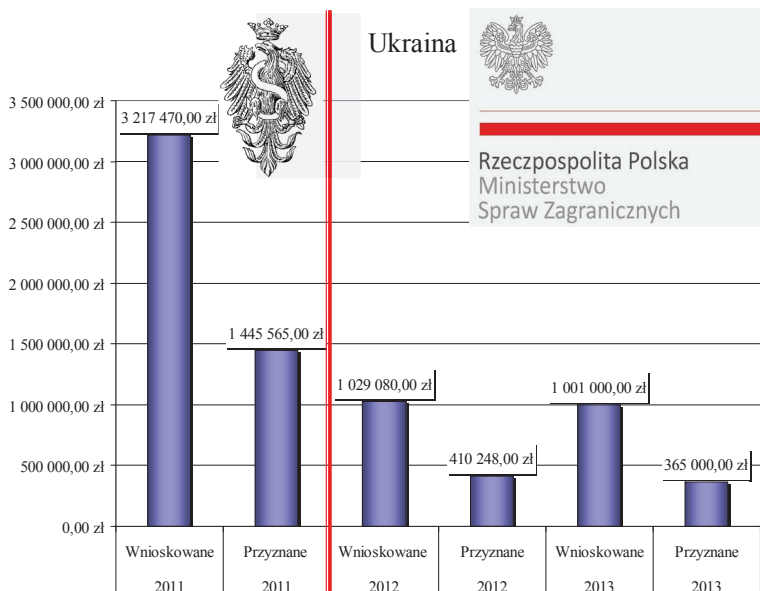 Ukraina
Rzeczpospolita Polska
Ministerstwo
Spraw Zagranicznych
3 500 000,00 zł
3 000 000,00 zł
2 500 000,00 zł
2 000 000,00 zł
1 500 000,00 zł
1 000 000,00 zł
500 000,00 zł
0,00 zł
3 217 470,00 zł
1 445 565,00 zł
1 029 080,00 zł
410 248,00 zł
1 001 000,00 zł
365 000,00 zł
Wnioskowane Przyznane Wnioskowane Przyznane Wnioskowane Przyznane
2011 2011 2012 2012 2013 2013